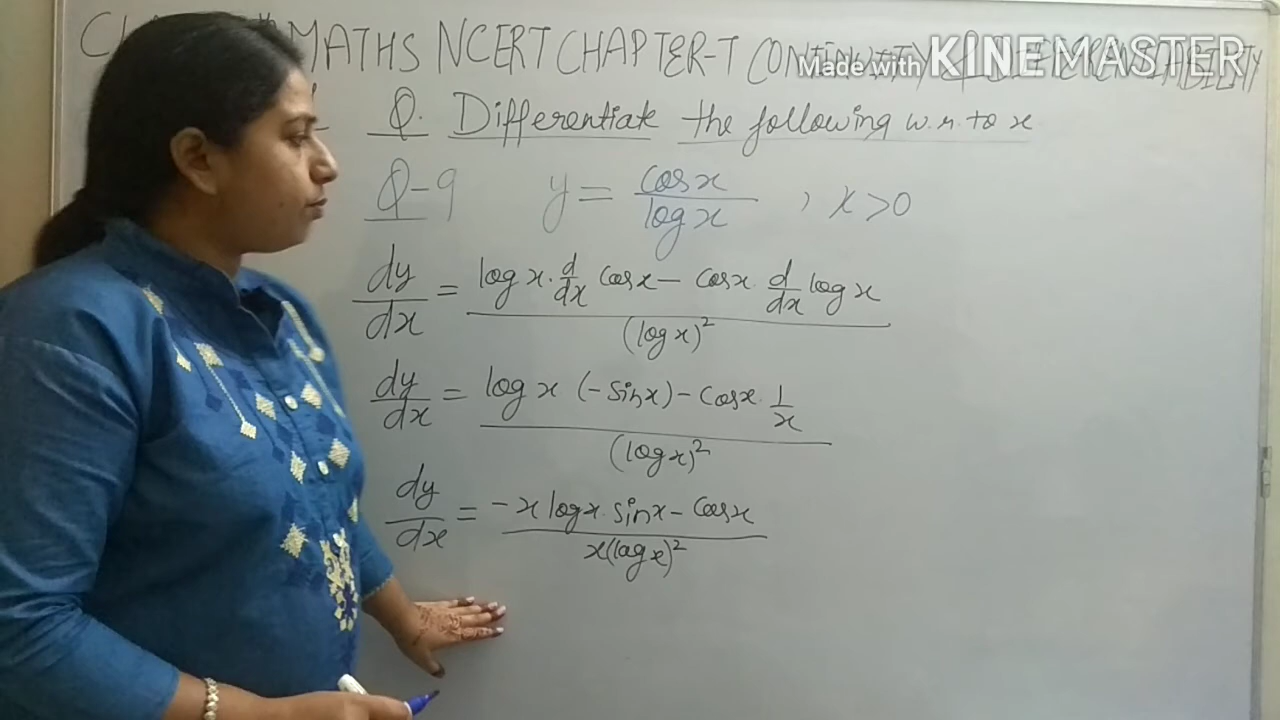 MATHS NCERT CHAPTER-T CONTINUITY & DIFFERENTIABILITY
Made with KINEMASTER
Q. Differentiate the following w.r. to x
Q-9 y = cos x / log x , x > 0
dy/dx = log x · d/dx cos x - cos x · d/dx log x / (log x)²
dy/dx = log x (- sin x) - cos x · 1/x / (log x)²
dy/dx = - x log x · sin x - cos x / x (log x)²